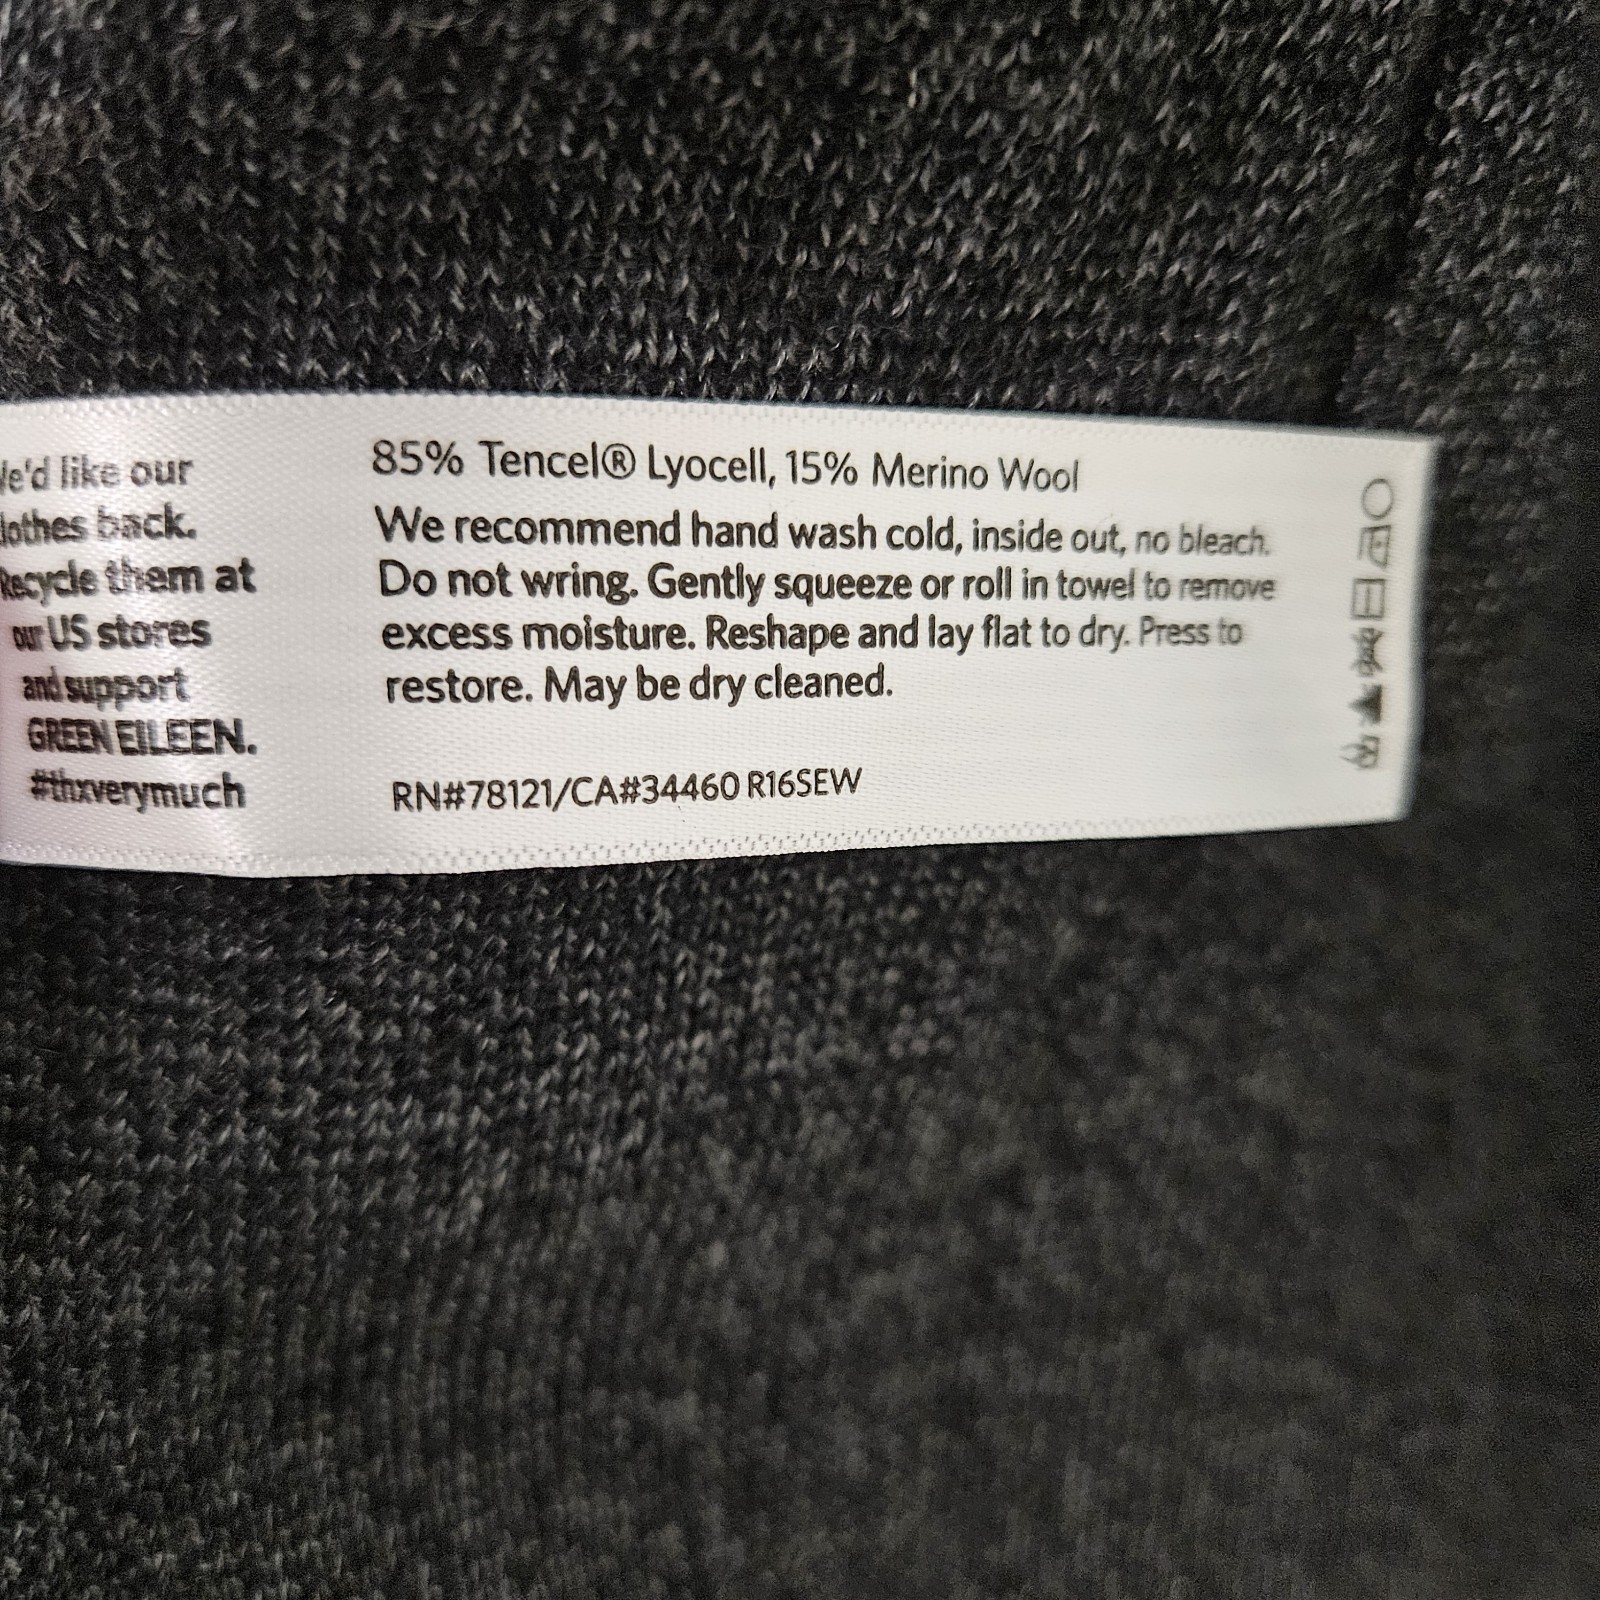 We'd like our
clothes back.
Recycle them at
our US stores
and support
GREEN EILEEN.
#thxverymuch
85% Tencel® Lyocell, 15% Merino Wool
We recommend hand wash cold, inside out, no bleach.
Do not wring. Gently squeeze or roll in towel to remove
excess moisture. Reshape and lay flat to dry. Press to
restore. May be dry cleaned.
RN#78121/CA#34460 R16SEW